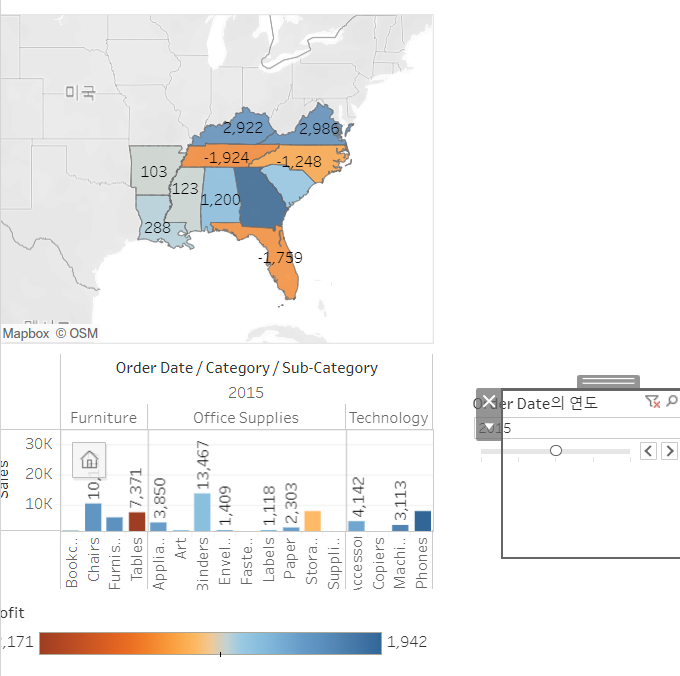 미국
2,922
2,986
-1,924
-1,248
103
123
1,200
288
-1,759
Mapbox © OSM
Order Date / Category / Sub-Category
2015
Furniture
Office Supplies
Technology
Sales
30K
20K
10K
7,371
3,850
13,467
1,409
1,118
2,303
4,142
3,113
Bookc..
Chairs
Furnis..
Tables
Applia..
Art
Binders
Envel..
Faste..
Labels
Paper
Stora..
Suppli..
Copiers
Machi..
Phones
1,942
Order Date의 연도
2015